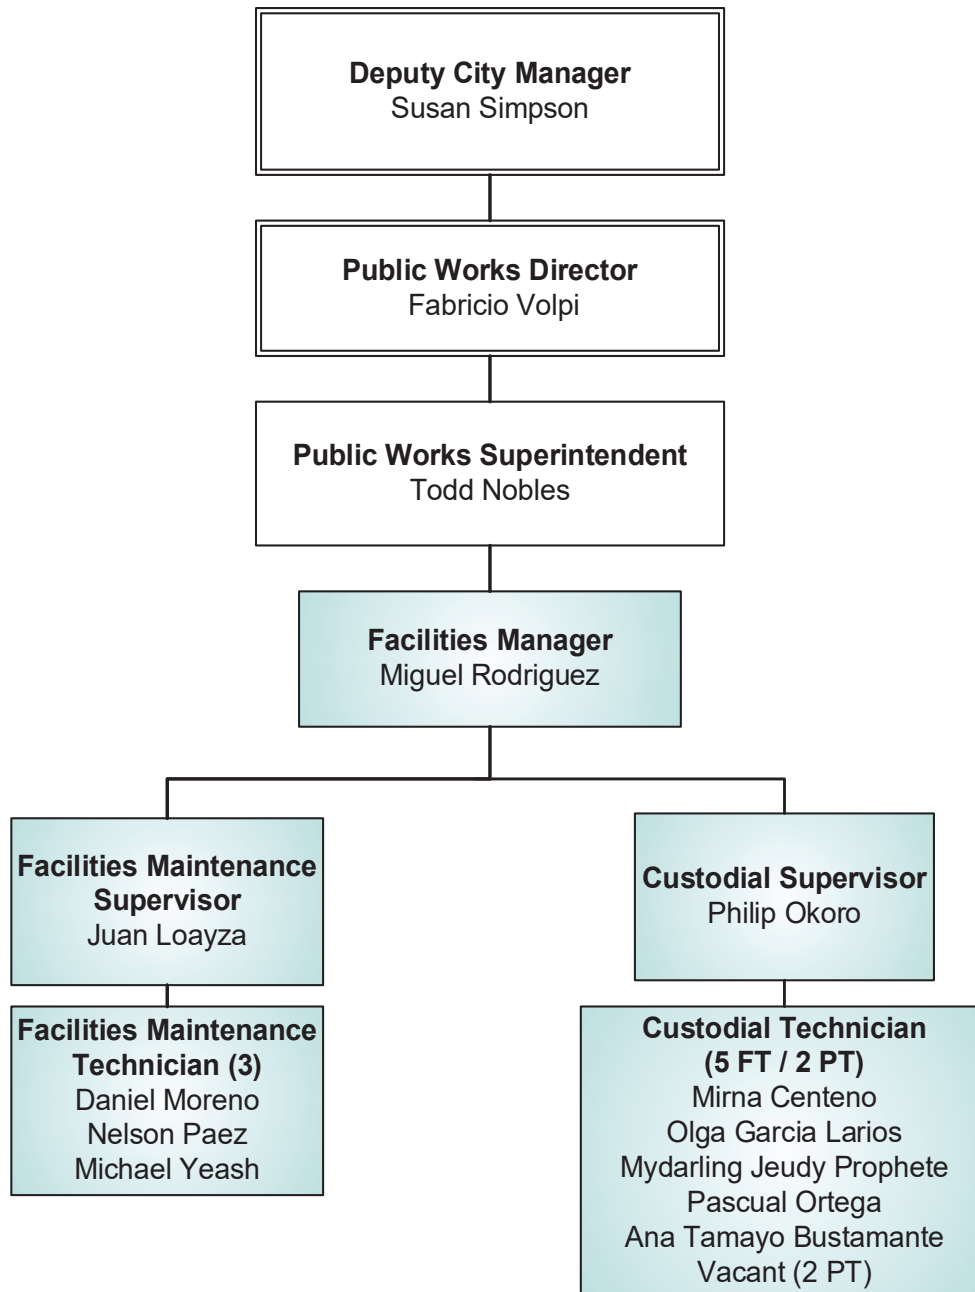 Deputy City Manager
Susan Simpson
Public Works Director
Fabricio Volpi
Public Works Superintendent
Todd Nobles
Facilities Manager
Miguel Rodriguez
Facilities Maintenance
Supervisor
Juan Loayza
Custodial Supervisor
Philip Okoro
Facilities Maintenance
Technician (3)
Daniel Moreno
Nelson Paez
Michael Yeash
Custodial Technician
(5 FT / 2 PT)
Mirna Centeno
Olga Garcia Larios
Mydarling Jeudy Prophete
Pascual Ortega
Ana Tamayo Bustamante
Vacant (2 PT)